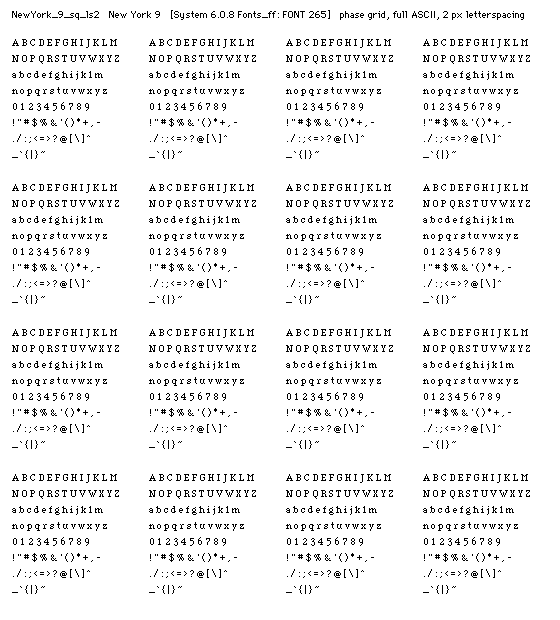 NewYork_9_sq_ls2 New York 9 [System 6.0.8 Fonts_ff: FONT 265] phase grid, full ASCII, 2 px letterspacing
ABCDEFGHIJKLM ABCDEFGHIJKLM ABCDEFGHIJKLM ABCDEFGHIJKLM
NOPQRSTUVWXYZ NOPQRSTUVWXYZ NOPQRSTUVWXYZ NOPQRSTUVWXYZ
abcdefghijklm abcdefghijklm abcdefghijklm abcdefghijklm
nopqrstuvwxyz nopqrstuvwxyz nopqrstuvwxyz nopqrstuvwxyz
0123456789 0123456789 0123456789 0123456789
!"#$%&'()*+,- !"#$%&'()*+,- !"#$%&'()*+,- !"#$%&'()*+,-
./:;<=>?@[\]^ ./:;<=>?@[\]^ ./:;<=>?@[\]^ ./:;<=>?@[\]^
_`{|}~ _`{|}~ _`{|}~ _`{|}~
ABCDEFGHIJKLM ABCDEFGHIJKLM ABCDEFGHIJKLM ABCDEFGHIJKLM
NOPQRSTUVWXYZ NOPQRSTUVWXYZ NOPQRSTUVWXYZ NOPQRSTUVWXYZ
abcdefghijklm abcdefghijklm abcdefghijklm abcdefghijklm
nopqrstuvwxyz nopqrstuvwxyz nopqrstuvwxyz nopqrstuvwxyz
0123456789 0123456789 0123456789 0123456789
!"#$%&'()*+,- !"#$%&'()*+,- !"#$%&'()*+,- !"#$%&'()*+,-
./:;<=>?@[\]^ ./:;<=>?@[\]^ ./:;<=>?@[\]^ ./:;<=>?@[\]^
_`{|}~ _`{|}~ _`{|}~ _`{|}~
ABCDEFGHIJKLM ABCDEFGHIJKLM ABCDEFGHIJKLM ABCDEFGHIJKLM
NOPQRSTUVWXYZ NOPQRSTUVWXYZ NOPQRSTUVWXYZ NOPQRSTUVWXYZ
abcdefghijklm abcdefghijklm abcdefghijklm abcdefghijklm
nopqrstuvwxyz nopqrstuvwxyz nopqrstuvwxyz nopqrstuvwxyz
0123456789 0123456789 0123456789 0123456789
!"#$%&'()*+,- !"#$%&'()*+,- !"#$%&'()*+,- !"#$%&'()*+,-
./:;<=>?@[\]^ ./:;<=>?@[\]^ ./:;<=>?@[\]^ ./:;<=>?@[\]^
_`{|}~ _`{|}~ _`{|}~ _`{|}~
ABCDEFGHIJKLM ABCDEFGHIJKLM ABCDEFGHIJKLM ABCDEFGHIJKLM
NOPQRSTUVWXYZ NOPQRSTUVWXYZ NOPQRSTUVWXYZ NOPQRSTUVWXYZ
abcdefghijklm abcdefghijklm abcdefghijklm abcdefghijklm
nopqrstuvwxyz nopqrstuvwxyz nopqrstuvwxyz nopqrstuvwxyz
0123456789 0123456789 0123456789 0123456789
!"#$%&'()*+,- !"#$%&'()*+,- !"#$%&'()*+,- !"#$%&'()*+,-
./:;<=>?@[\]^ ./:;<=>?@[\]^ ./:;<=>?@[\]^ ./:;<=>?@[\]^
_`{|}~ _`{|}~ _`{|}~ _`{|}~